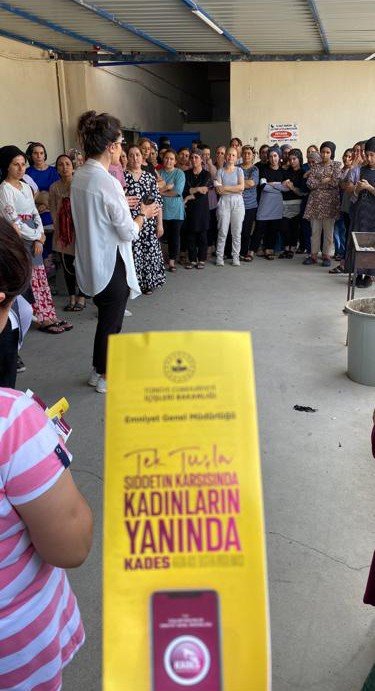 TÜRKİYE CUMHURİYETİ
İÇİŞLERİ BAKANLIĞI
Emniyet Genel Müdürlüğü
Tek Tuşla
ŞİDDETİN KARŞISINDA
KADINLARIN
YANINDA
KADES